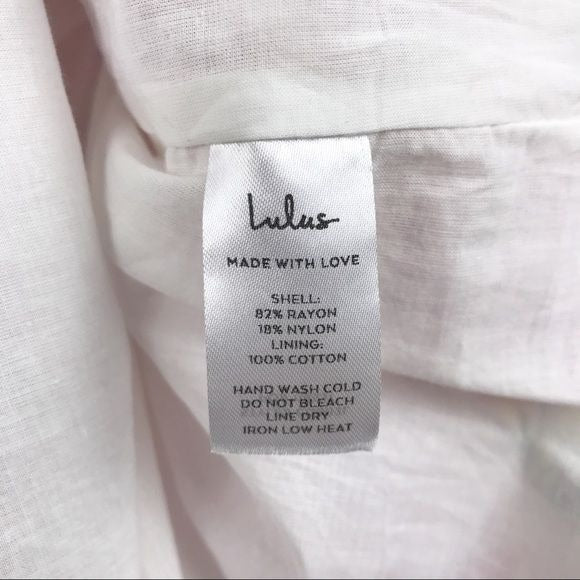 Lulus
MADE WITH LOVE
SHELL:
82% RAYON
18% NYLON
LINING:
100% COTTON
HAND WASH COLD
DO NOT BLEACH
LINE DRY
IRON LOW HEAT